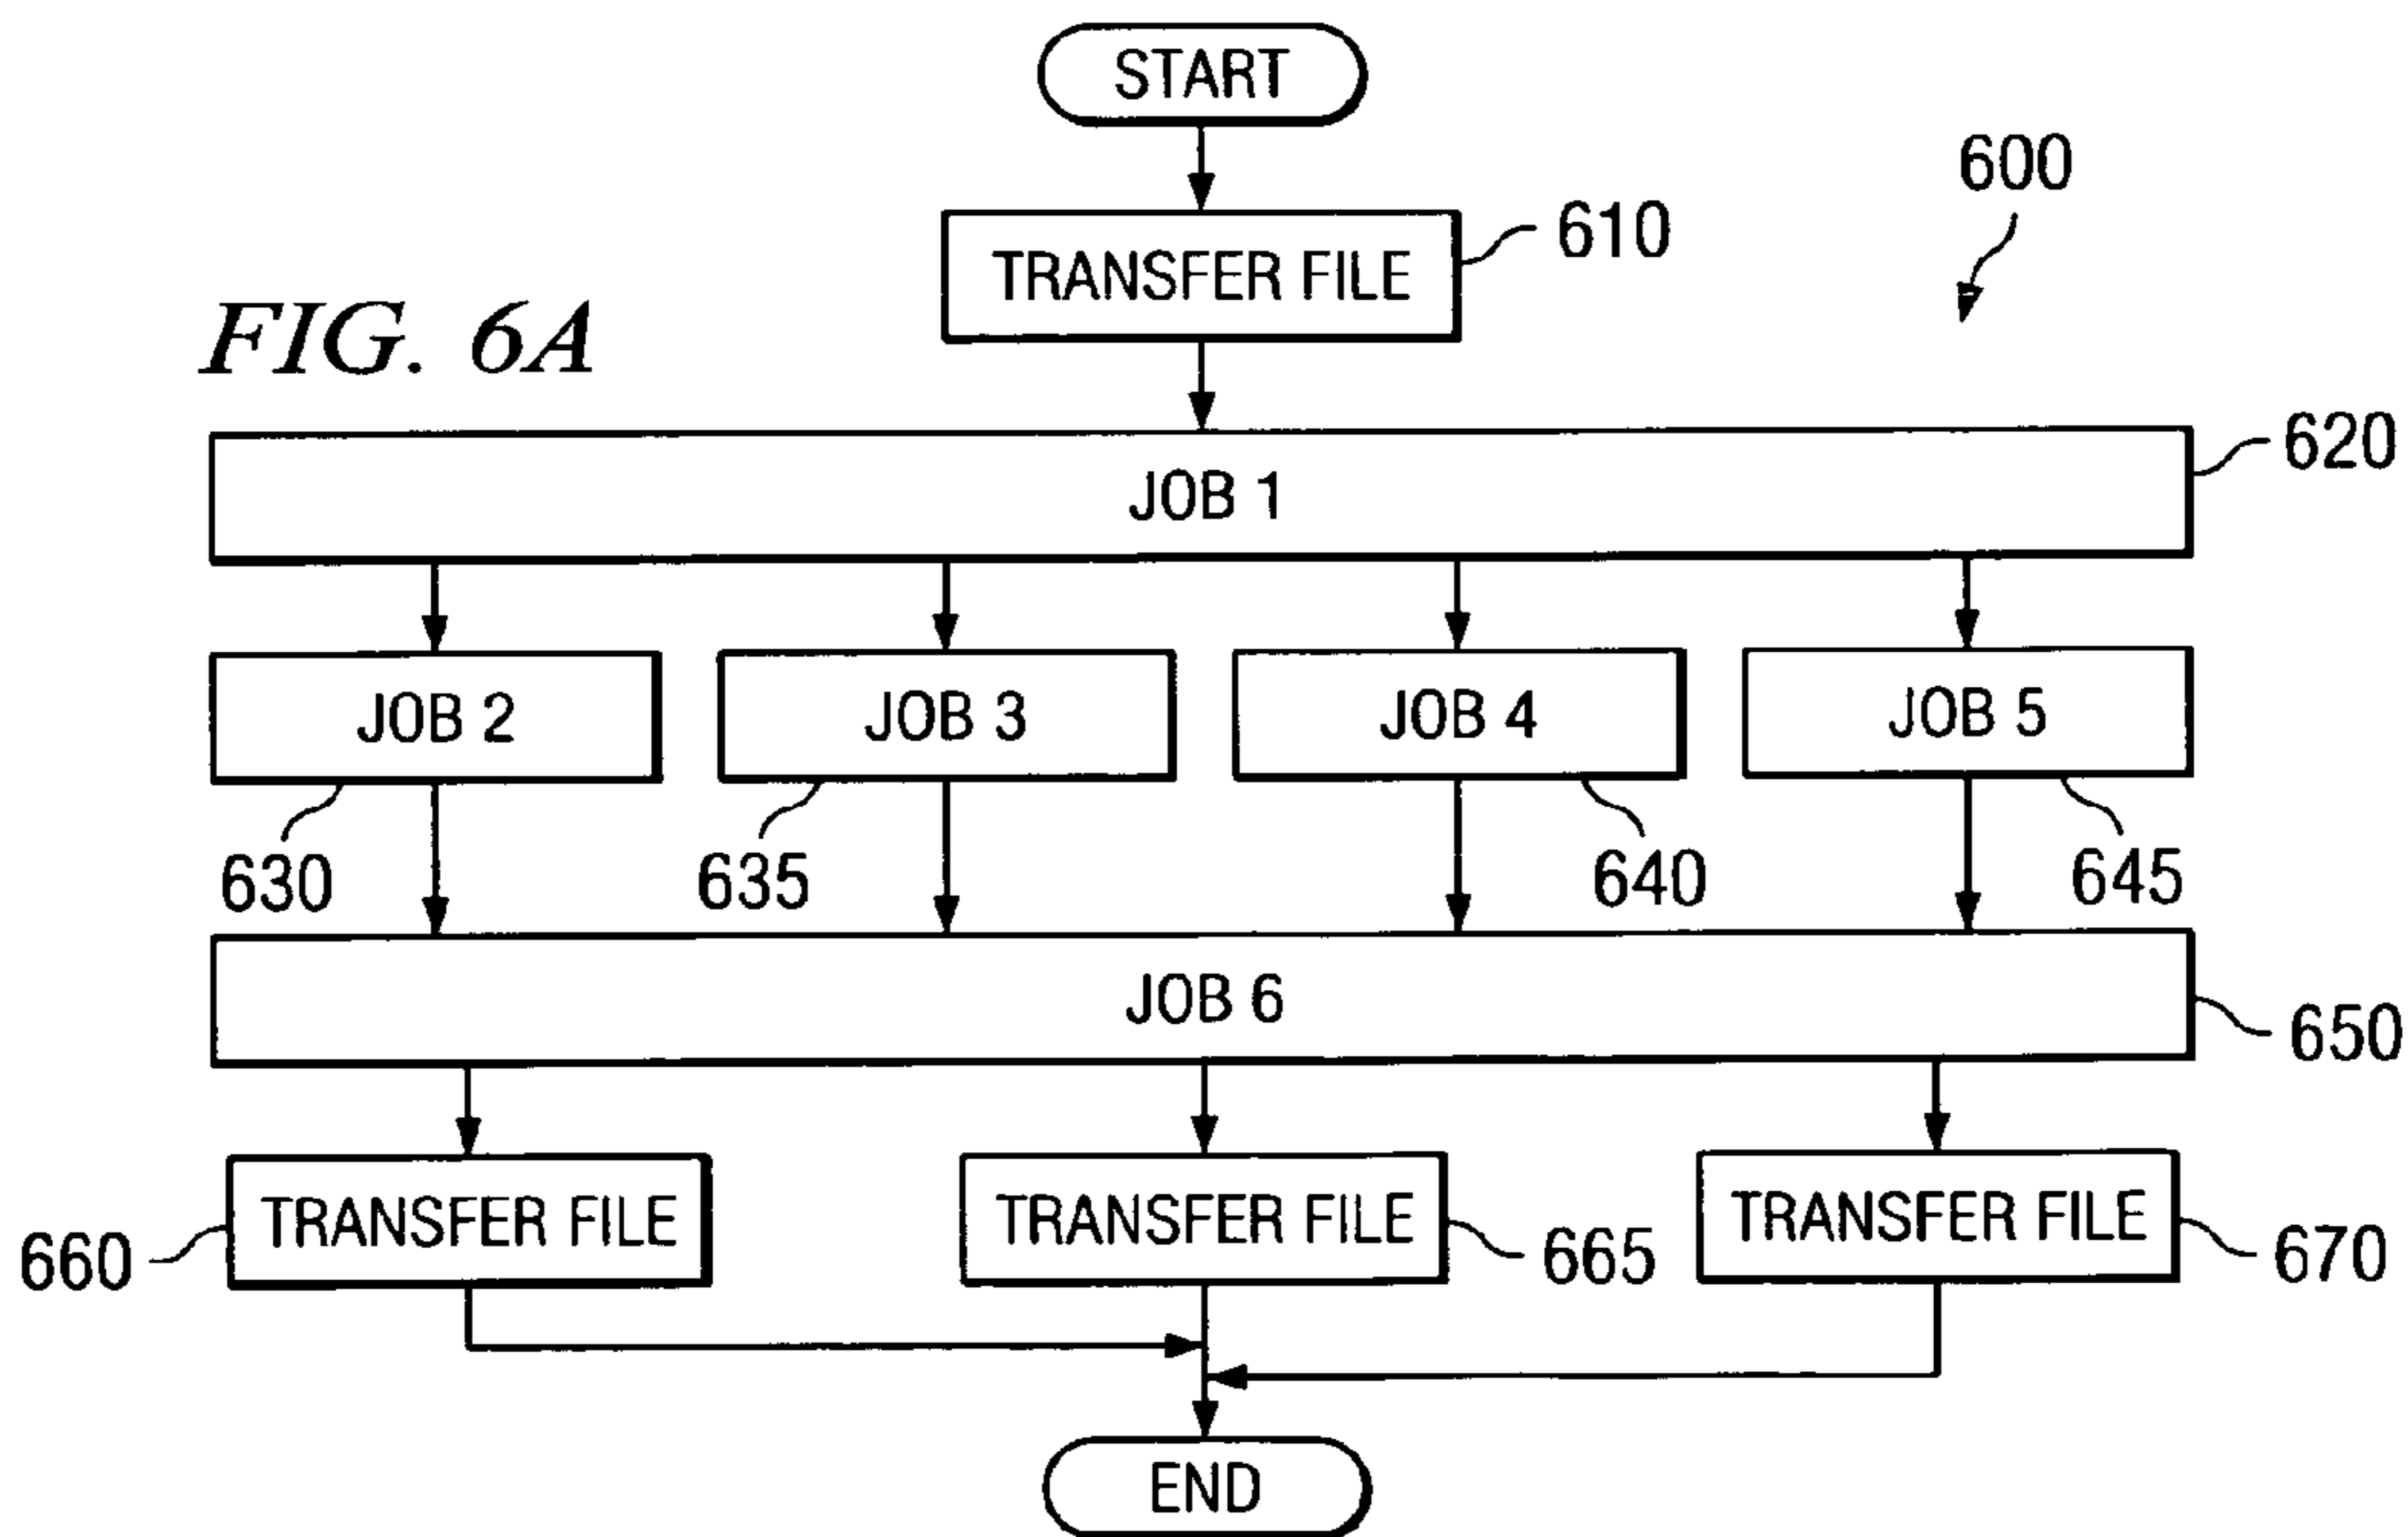 START
600
TRANSFER FILE
610
FIG. 6A
JOB 1
620
JOB 2
JOB 3
JOB 4
JOB 5
630
635
640
645
JOB 6
650
660
TRANSFER FILE
TRANSFER FILE
665
TRANSFER FILE
670
END